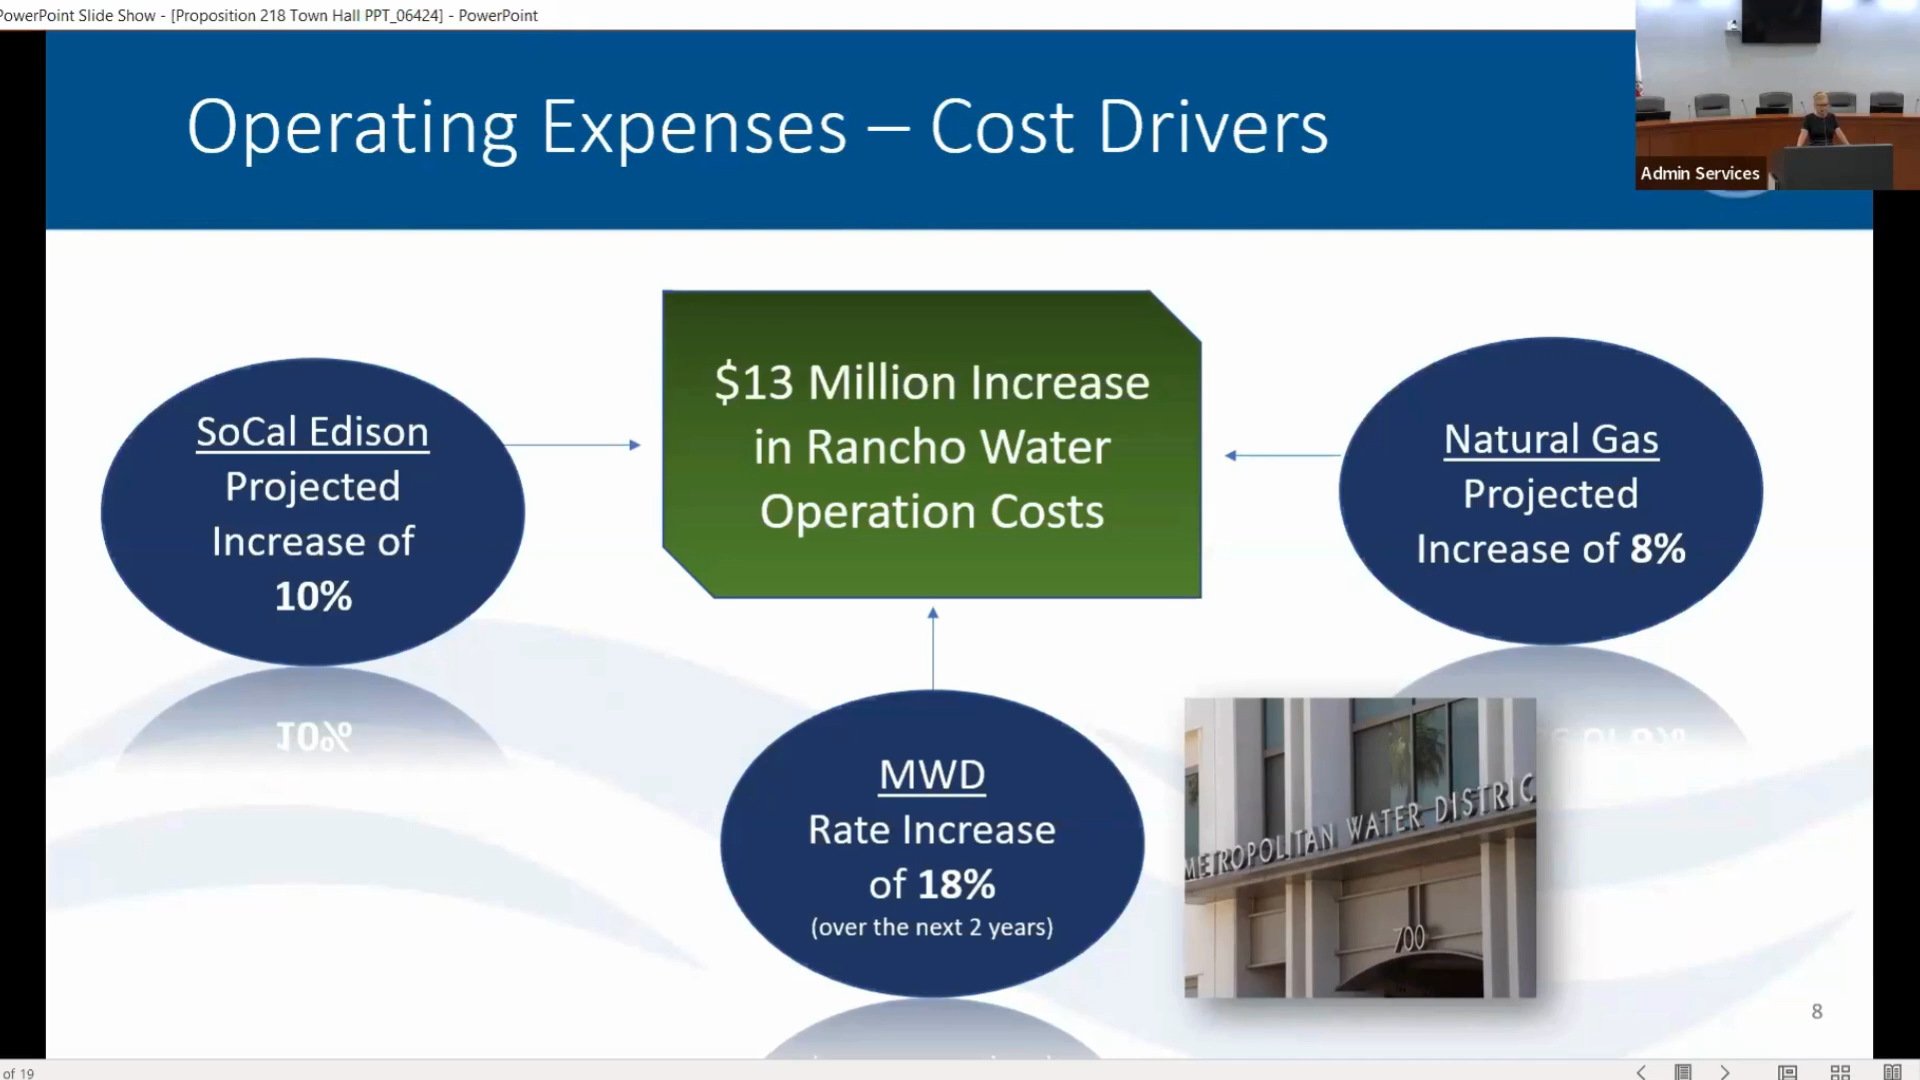 PowerPoint Slide Show - [Proposition 218 Town Hall PPT_06424] - PowerPoint
Operating Expenses – Cost Drivers
Admin Services
SoCal Edison
Projected
Increase of
10%
$13 Million Increase
in Rancho Water
Operation Costs
Natural Gas
Projected
Increase of 8%
MWD
Rate Increase
of 18%
(over the next 2 years)
METROPOLITAN WATER DISTRIC
700
8
of 19